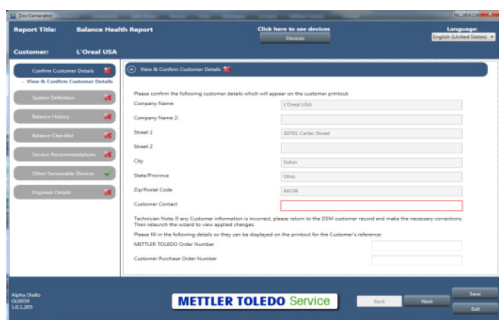 DocGenerator
Report Title: Balance Health Report
Click here to see devices
Devices
Language:
English (United States)
Customer: L'Oreal USA
Confirm Customer Details
View & Confirm Customer Details
System Definition
Balance History
Balance Checklist
Service Recommendations
Other Serviceable Devices
Engineer Details
View & Confirm Customer Details
Please confirm the following customer details which will appear on the customer printout:
Company Name
L'Oreal USA
Company Name 2:
Street 1
30701 Carter Street
Street 2
City
Solon
State/Province
Ohio
Zip/Postal Code
44139
Customer Contact
Technician Note: If any Customer information is incorrect, please return to the DSM customer record and make the necessary corrections.
Then relaunch the wizard to view applied changes.
Please fill in the following details so they can be displayed on the printout for the Customer's reference:
METTLER TOLEDO Order Number
Customer Purchase Order Number
Alpha Diallo
1.0.1.205
METTLER TOLEDO Service
Back
Next
Save
Exit